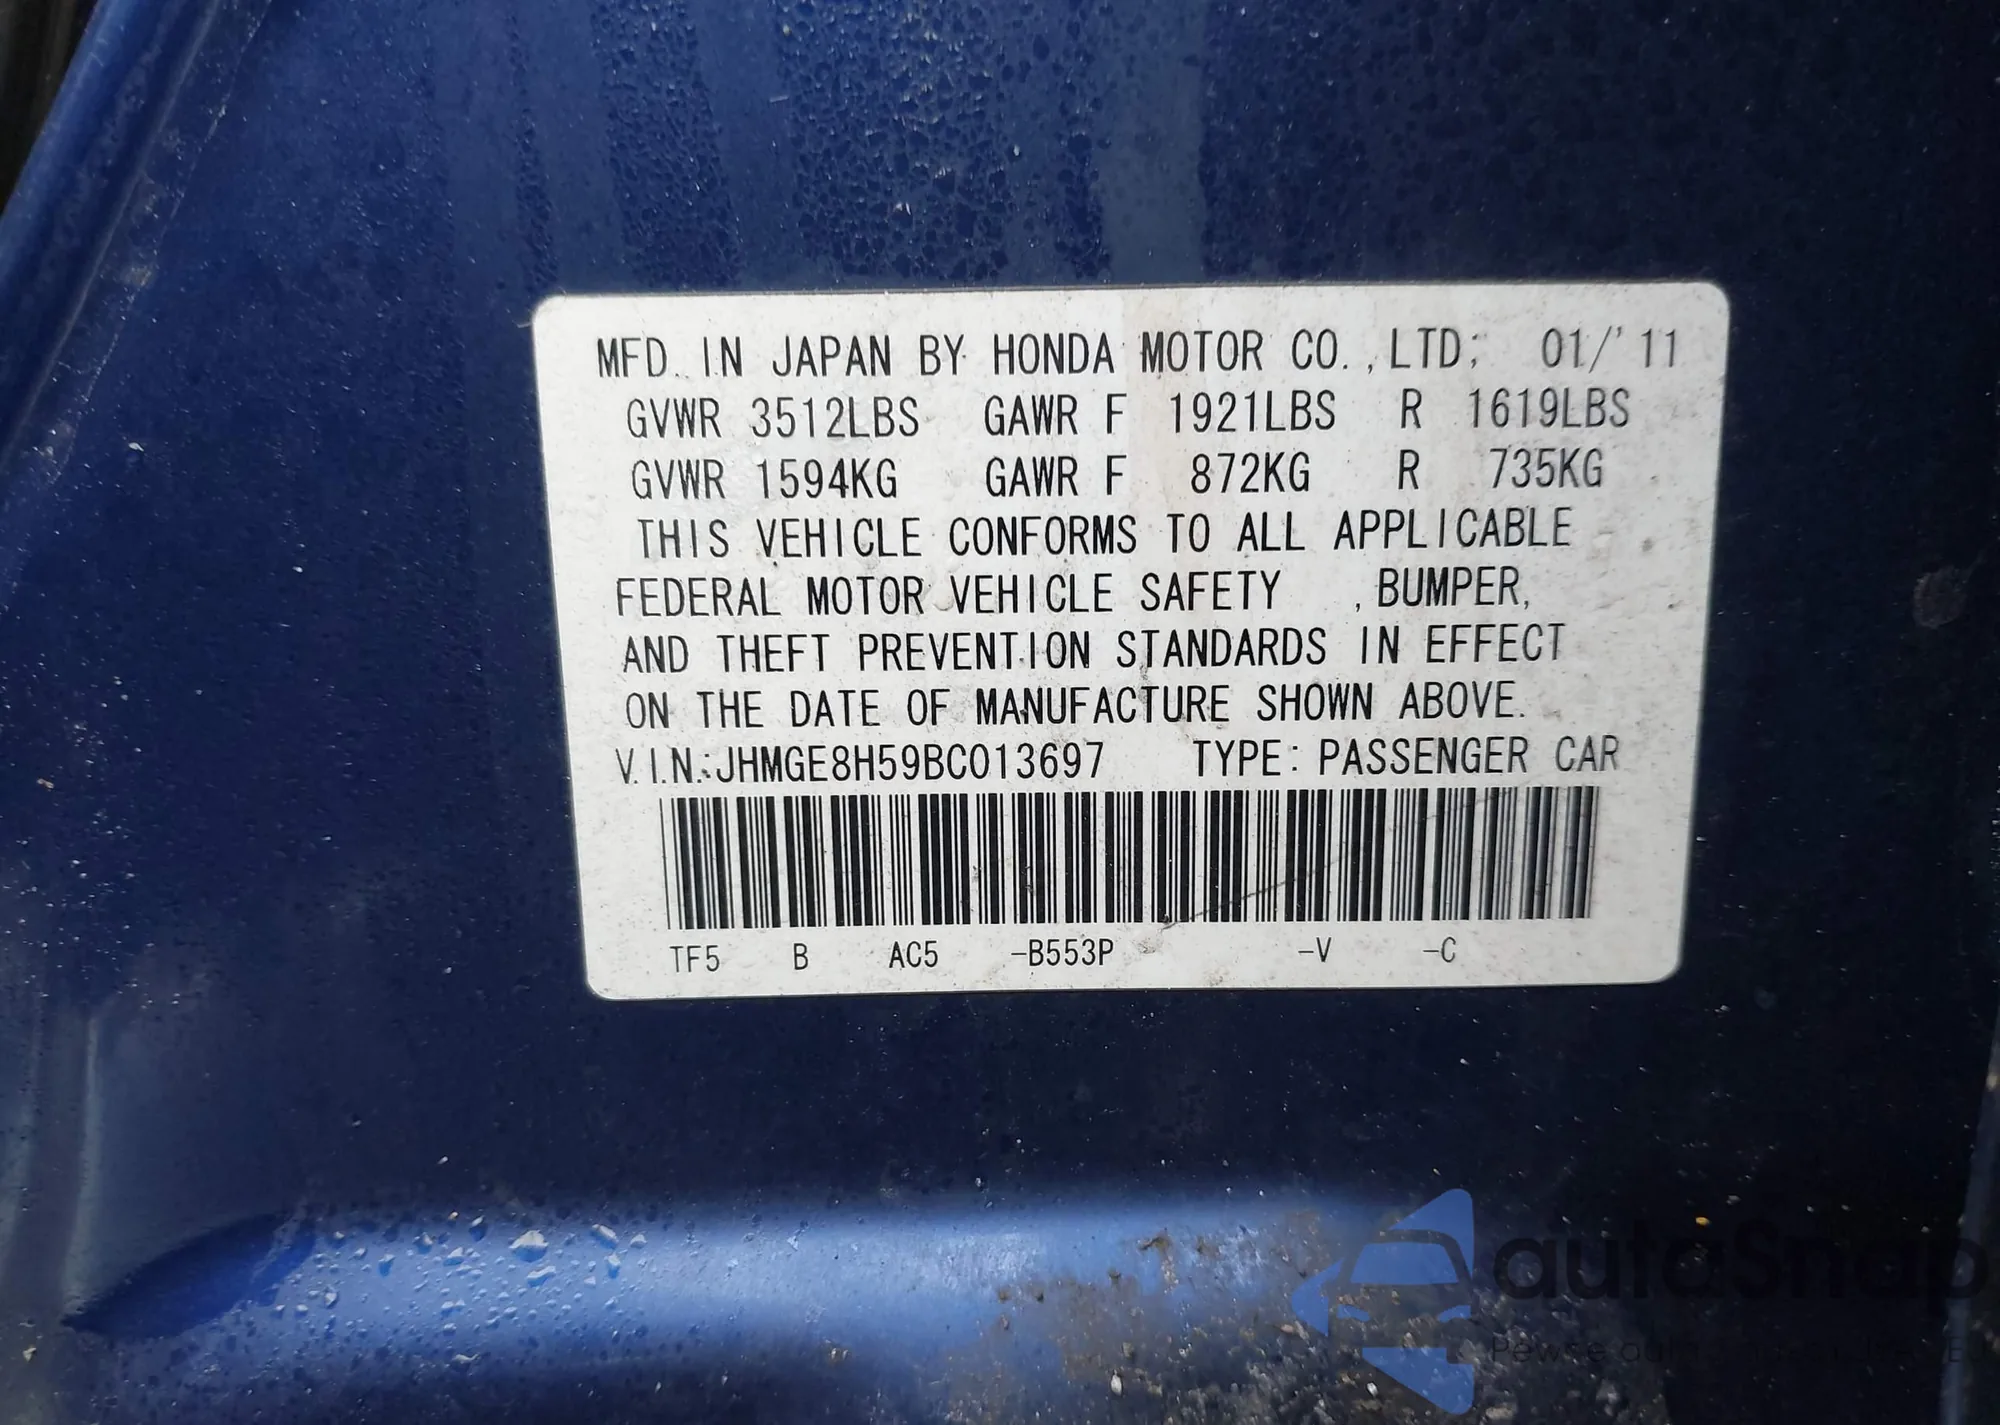 MFD. IN JAPAN BY HONDA MOTOR CO.,LTD; 01/'11
GVWR 3512LBS GAWR F 1921LBS R 1619LBS
GVWR 1594KG GAWR F 872KG R 735KG
THIS VEHICLE CONFORMS TO ALL APPLICABLE
FEDERAL MOTOR VEHICLE SAFETY , BUMPER,
AND THEFT PREVENTION STANDARDS IN EFFECT
ON THE DATE OF MANUFACTURE SHOWN ABOVE.
V.I.N.:JHMGE8H59BC013697 TYPE: PASSENGER CAR
TF5 B AC5 -B553P -V -C
autoSnap